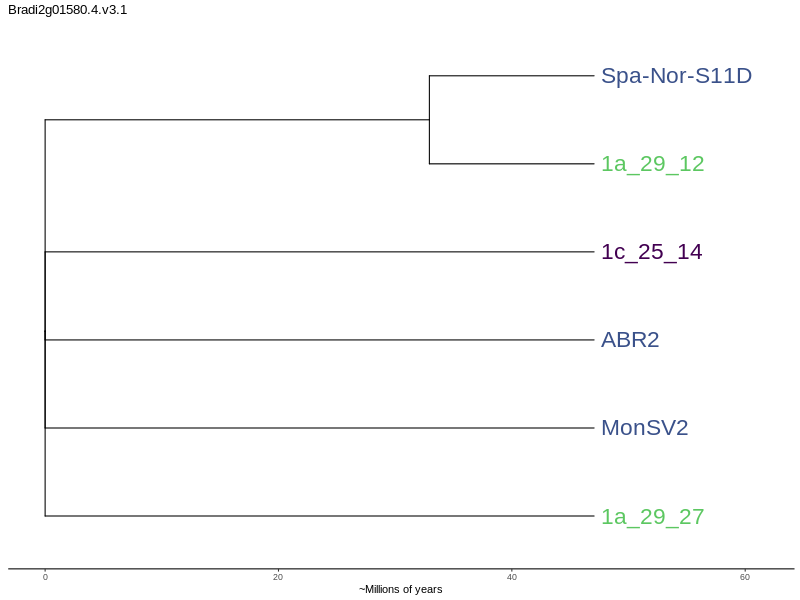 Bradi2g01580.4.v3.1
Spa-Nor-S11D
1a_29_12
1c_25_14
ABR2
MonSV2
1a_29_27
0 20 40 60
~Millions of years